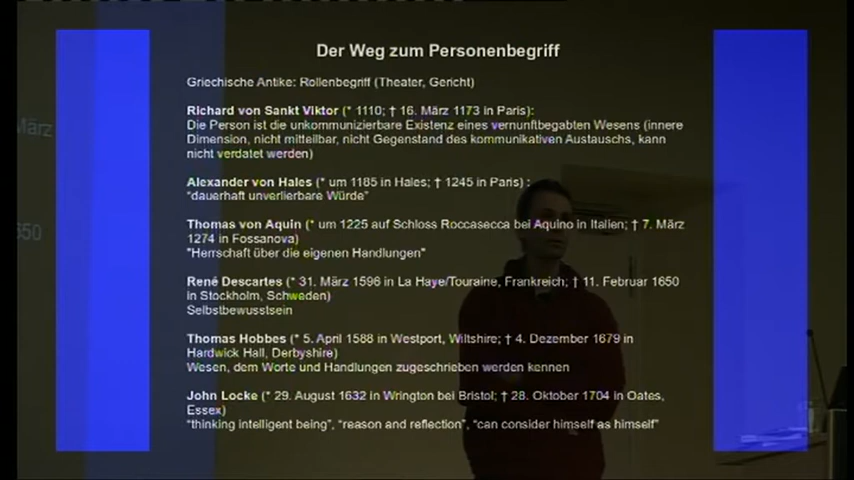 Der Weg zum Personenbegriff
Griechische Antike: Rollenbegriff (Theater, Gericht)
Richard von Sankt Viktor (* 1110; † 16. März 1173 in Paris):
Die Person ist die unkommunizierbare Existenz eines vernunftbegabten Wesens (innere
Dimension, nicht mitteilbar, nicht Gegenstand des kommunikativen Austauschs, kann
nicht verdatet werden)
Alexander von Hales (* um 1185 in Hales; † 1245 in Paris) :
"dauerhaft unverlierbare Würde"
Thomas von Aquin (* um 1225 auf Schloss Roccasecca bei Aquino in Italien; † 7. März
1274 in Fossanova)
"Herrschaft über die eigenen Handlungen"
René Descartes (* 31. März 1596 in La Haye/Touraine, Frankreich; † 11. Februar 1650
in Stockholm, Schweden)
Selbstbewusstsein
Thomas Hobbes (* 5. April 1588 in Westport, Wiltshire; † 4. Dezember 1679 in
Hardwick Hall, Derbyshire)
Wesen, dem Worte und Handlungen zugeschrieben werden kennen
John Locke (* 29. August 1632 in Wrington bei Bristol; † 28. Oktober 1704 in Oates,
Essex)
"thinking intelligent being", "reason and reflection", "can consider himself as himself"
März
650